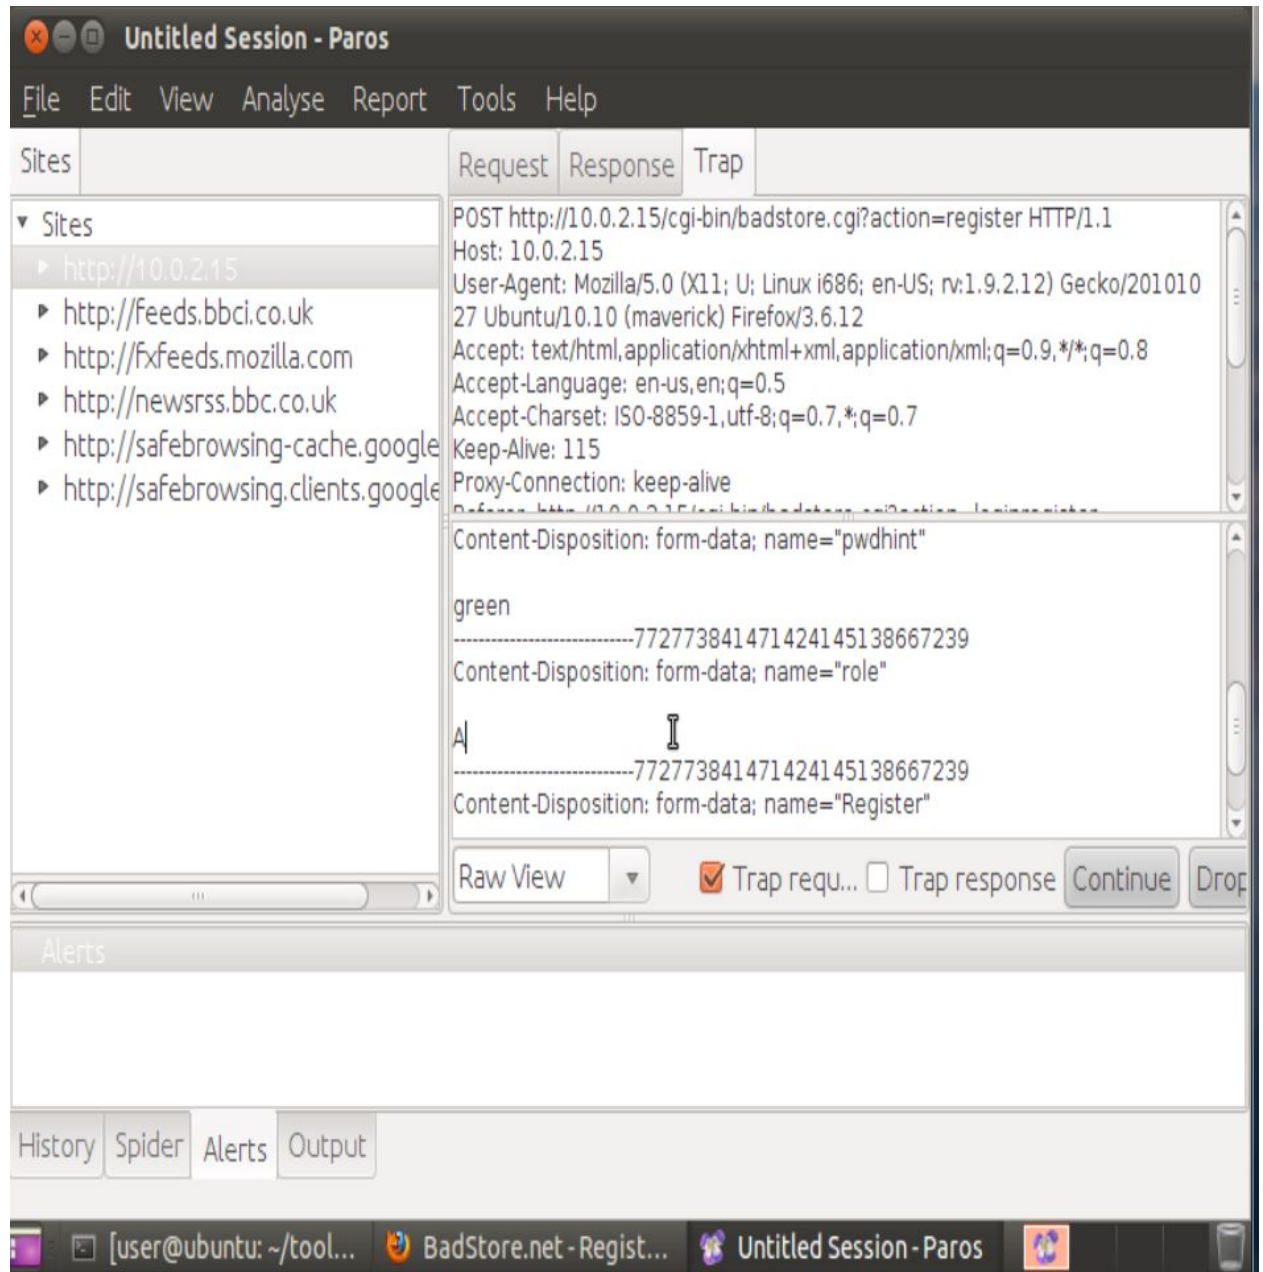 Untitled Session - Paros
File Edit View Analyse Report Tools Help
Sites
Request Response Trap
Sites
http://10.0.2.15
http://feeds.bbci.co.uk
http://fxfeeds.mozilla.com
http://newsrss.bbc.co.uk
http://safebrowsing-cache.google
http://safebrowsing.clients.google
POST http://10.0.2.15/cgi-bin/badstore.cgi?action=register HTTP/1.1
Host: 10.0.2.15
User-Agent: Mozilla/5.0 (X11; U; Linux i686; en-US; rv:1.9.2.12) Gecko/201010
27 Ubuntu/10.10 (maverick) Firefox/3.6.12
Accept: text/html,application/xhtml+xml,application/xml;q=0.9,*/*;q=0.8
Accept-Language: en-us,en;q=0.5
Accept-Charset: ISO-8859-1,utf-8;q=0.7,*;q=0.7
Keep-Alive: 115
Proxy-Connection: keep-alive
Content-Disposition: form-data; name="pwdhint"
green
-----------------------------772773841471424145138667239
Content-Disposition: form-data; name="role"
A
-----------------------------772773841471424145138667239
Content-Disposition: form-data; name="Register"
Raw View Trap requ... Trap response Continue Drop
Alerts
History Spider Alerts Output
[user@ubuntu: ~/tool... BadStore.net - Regist... Untitled Session - Paros